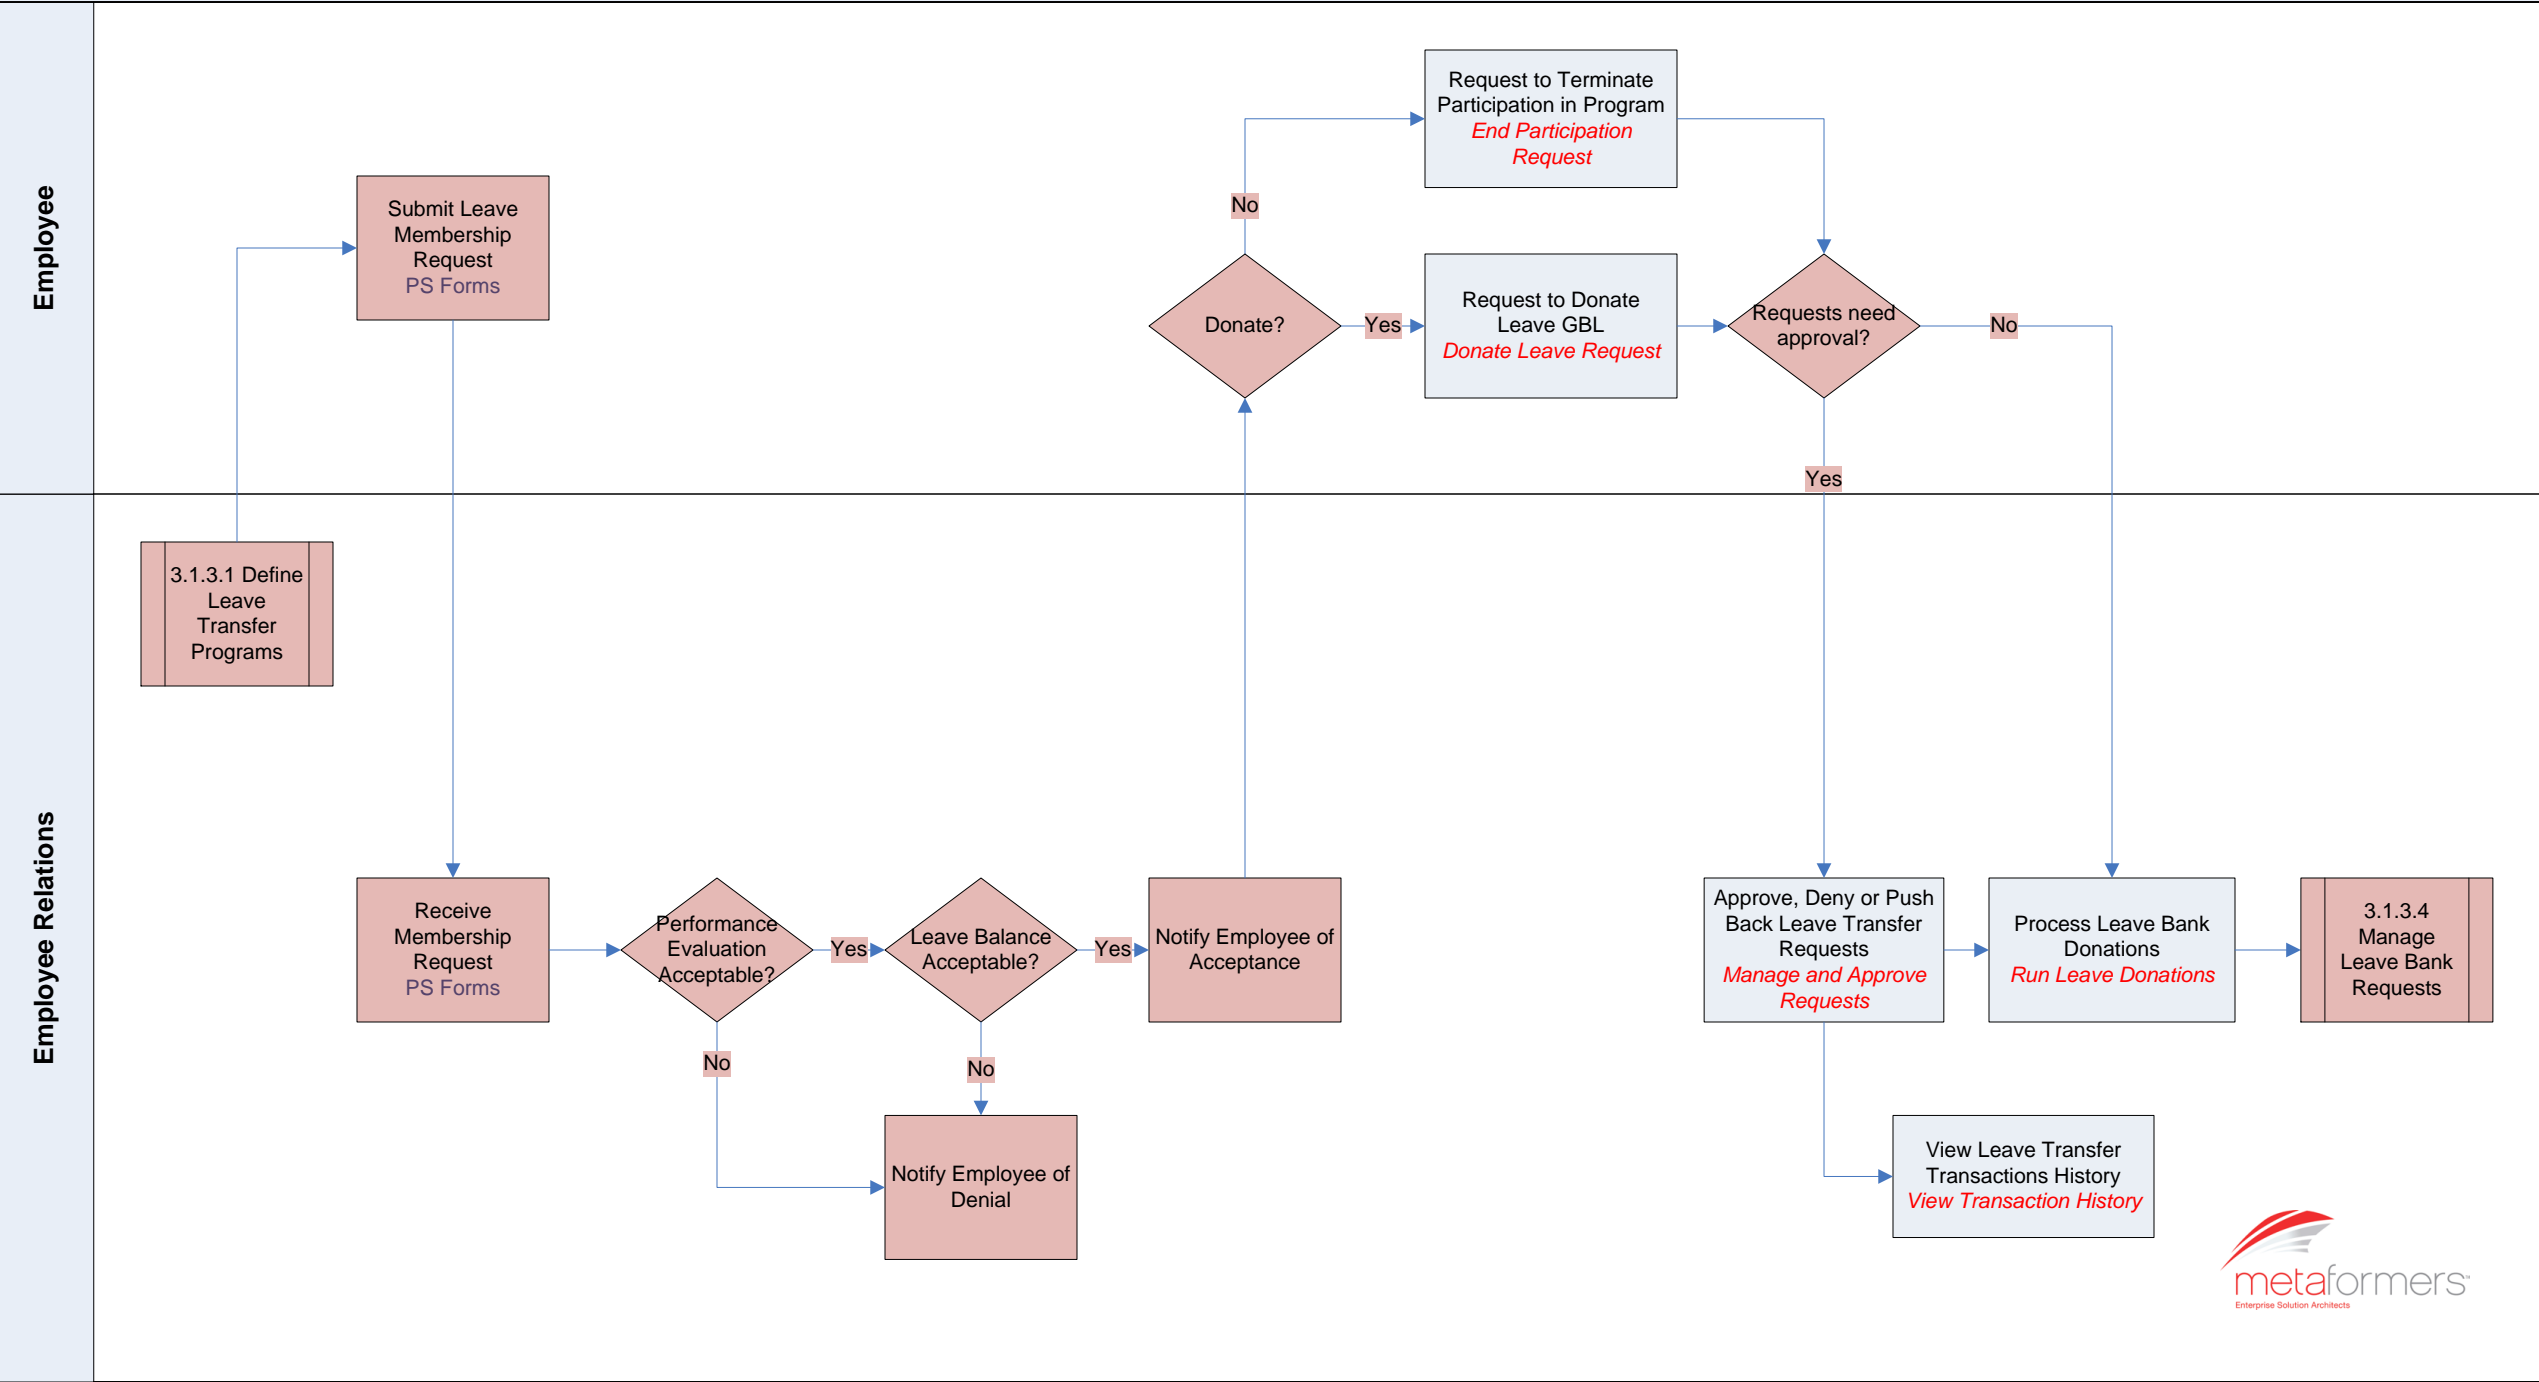 Employee
Submit Leave
Membership
Request
PS Forms
Request to Terminate
Participation in Program
End Participation
Request
No
Donate?
Yes
Request to Donate
Leave GBL
Donate Leave Request
Requests need
approval?
No
Yes
Employee Relations
3.1.3.1 Define
Leave
Transfer
Programs
Receive
Membership
Request
PS Forms
Performance
Evaluation
Acceptable?
Yes
Leave Balance
Acceptable?
Yes
Notify Employee of
Acceptance
No
No
Notify Employee of
Denial
Approve, Deny or Push
Back Leave Transfer
Requests
Manage and Approve
Requests
Process Leave Bank
Donations
Run Leave Donations
3.1.3.4
Manage
Leave Bank
Requests
View Leave Transfer
Transactions History
View Transaction History
metaformers™
Enterprise Solution Architects